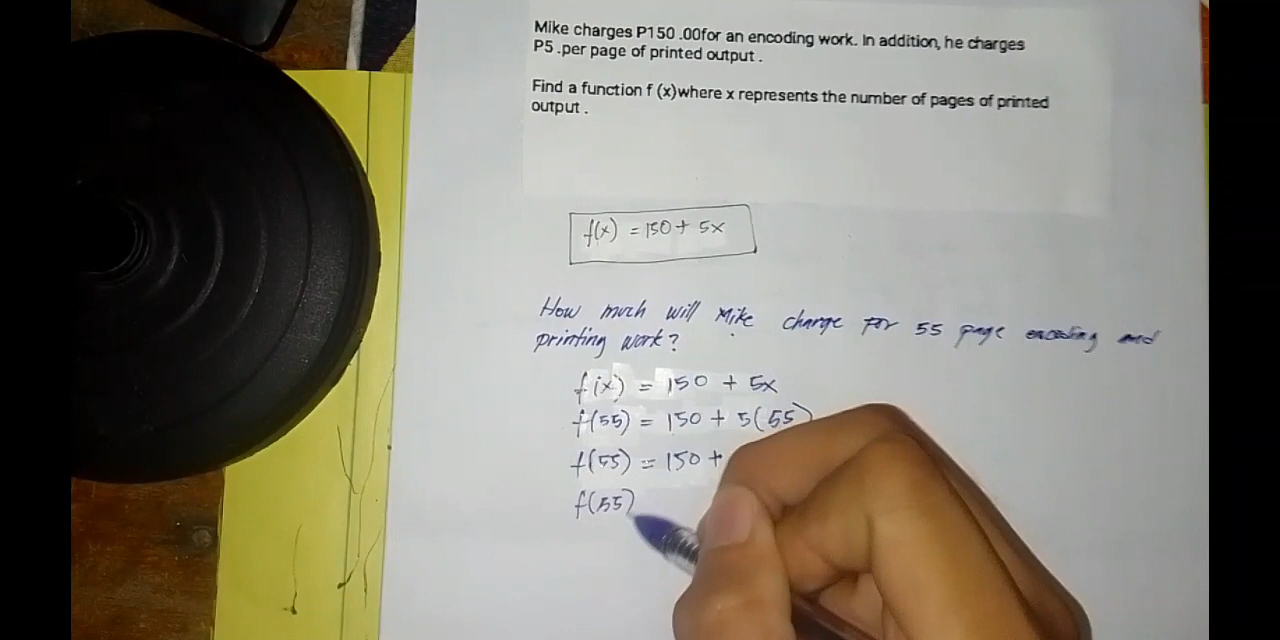 Mike charges P150 .00for an encoding work. In addition, he charges
P5 .per page of printed output .
Find a function f (x)where x represents the number of pages of printed
output .
f(x) = 150 + 5x
How much will Mike charge for 55 page encoding and
printing work?
f(x) = 150 + 5x
f(55) = 150 + 5(55)
f(55) = 150 +
f(55)